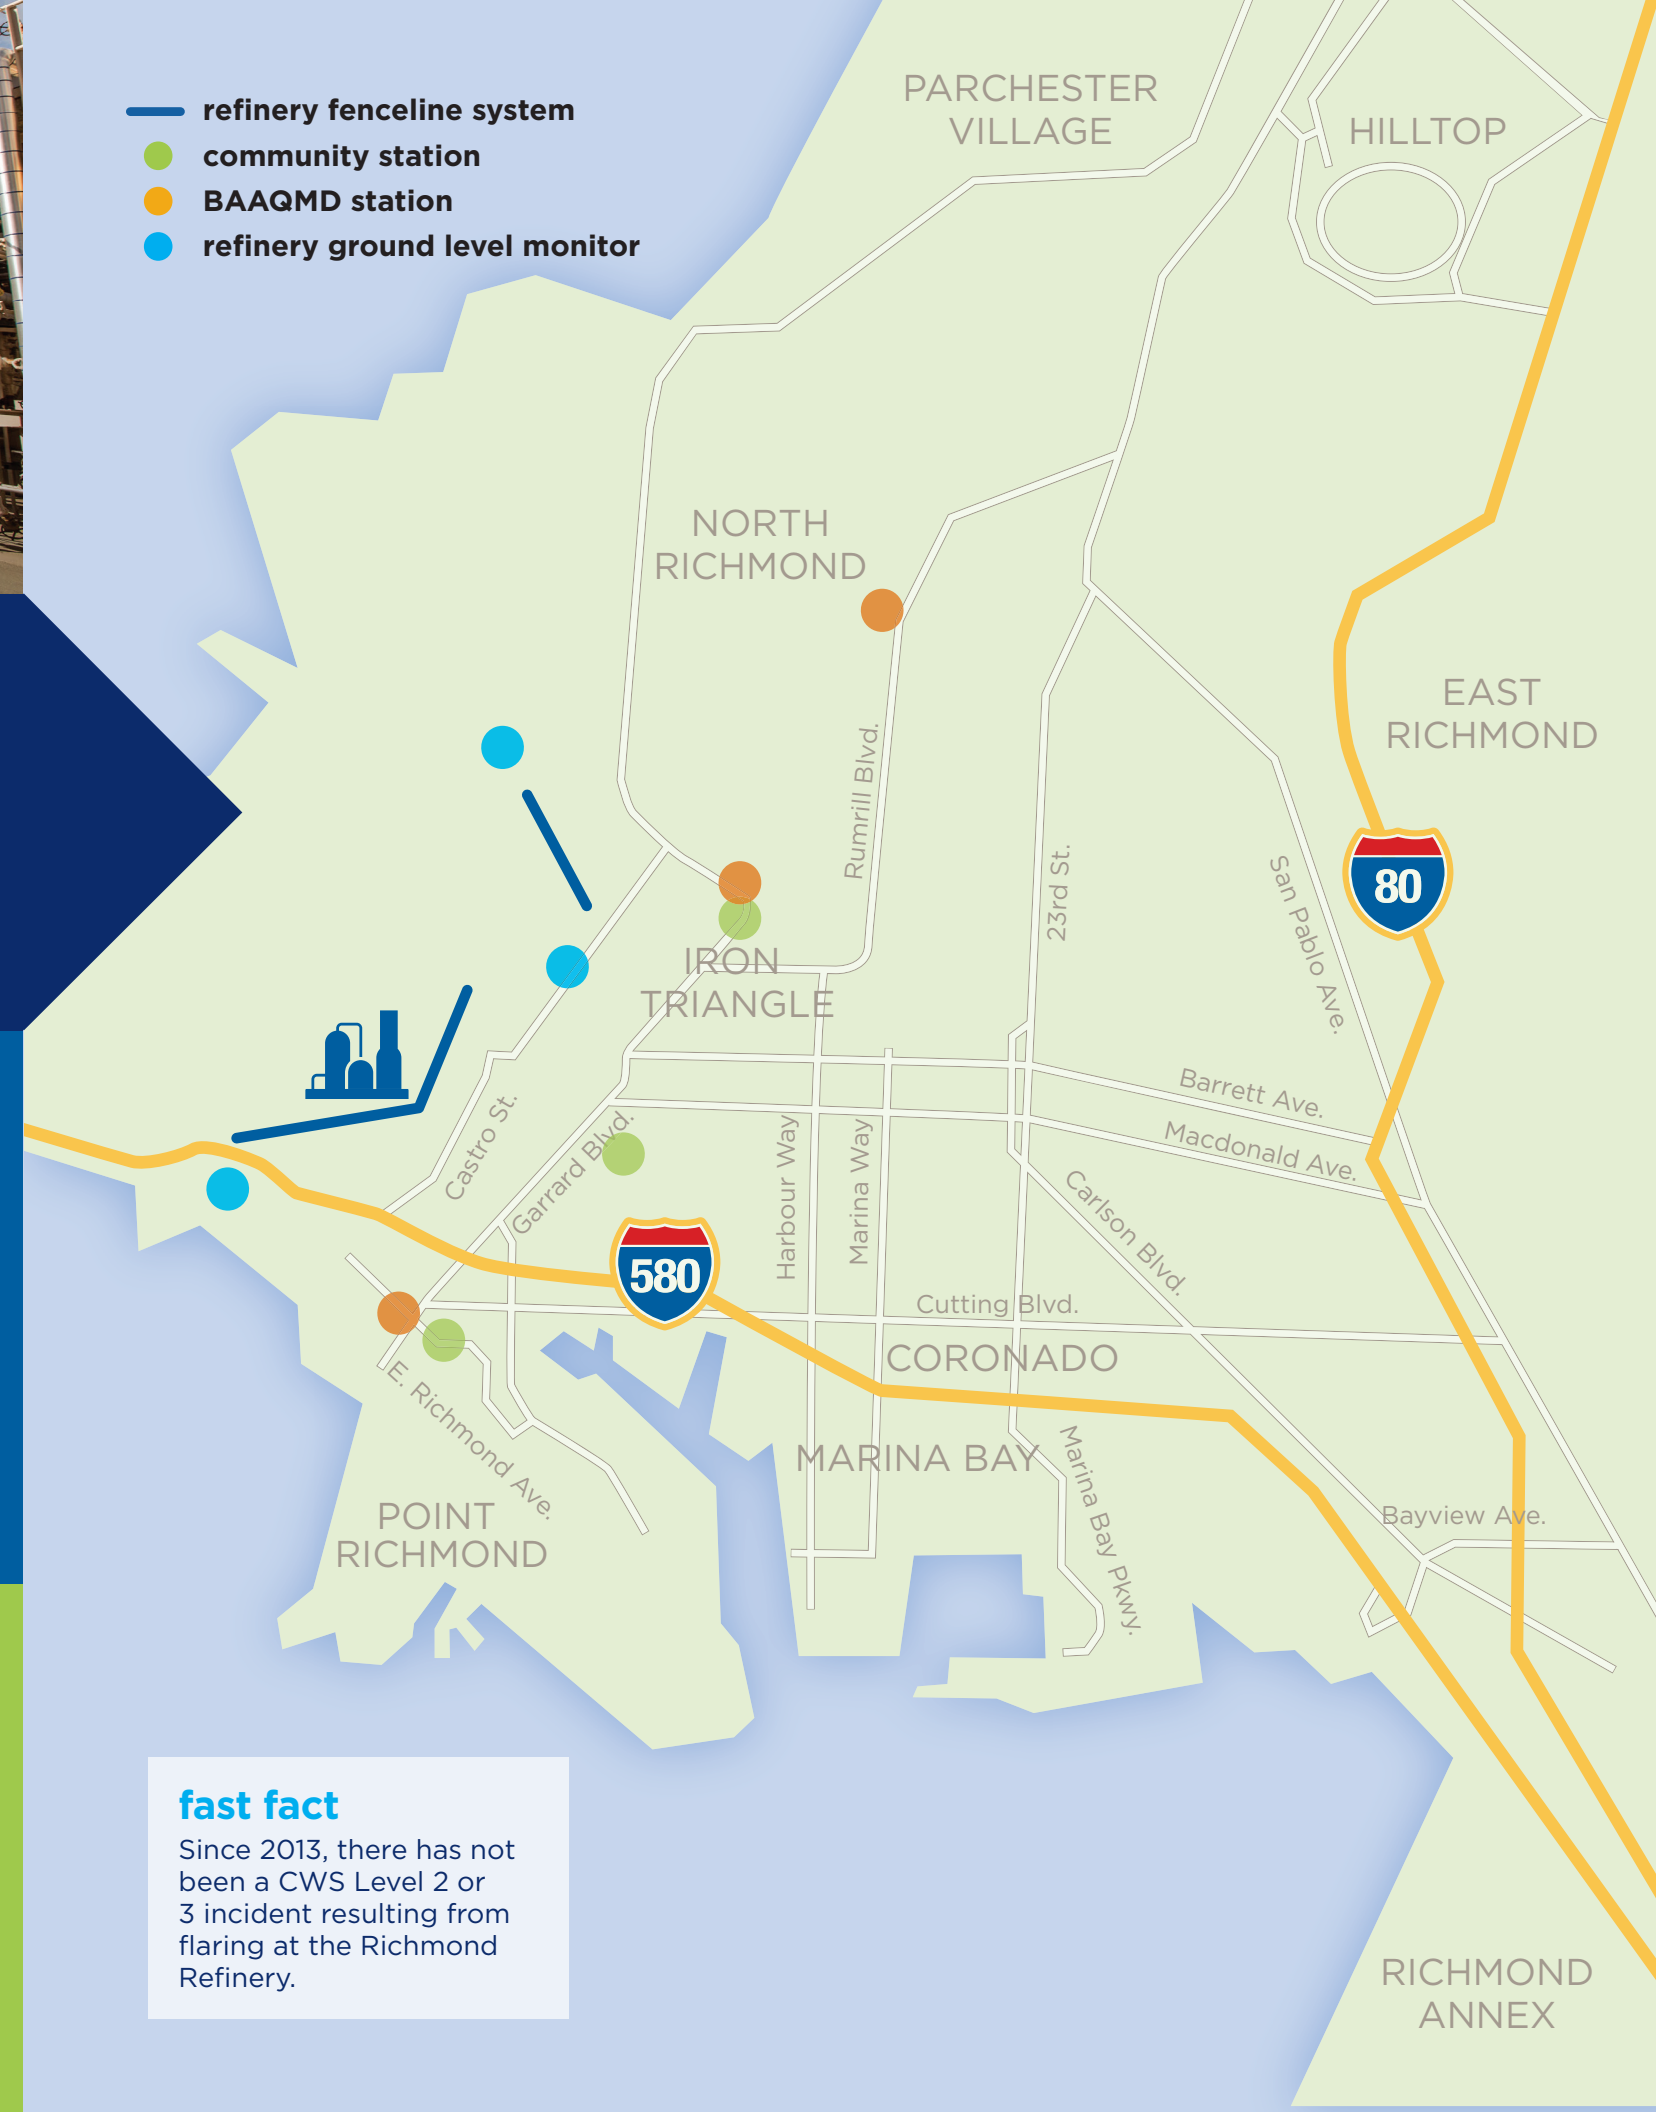 refinery fenceline system
community station
BAAQMD station
refinery ground level monitor
PARCHESTER
VILLAGE
HILLTOP
NORTH
RICHMOND
EAST
RICHMOND
Rumrill Blvd.
23rd St.
San Pablo Ave.
80
IRON
TRIANGLE
Castro St.
Garrard Blvd.
Harbour Way
Marina Way
Barrett Ave.
Macdonald Ave.
Carlson Blvd.
580
Cutting Blvd.
CORONADO
E. Richmond Ave.
MARINA BAY
Marina Bay Pkwy.
Bayview Ave.
POINT
RICHMOND
fast fact
Since 2013, there has not
been a CWS Level 2 or
3 incident resulting from
flaring at the Richmond
Refinery.
RICHMOND
ANNEX